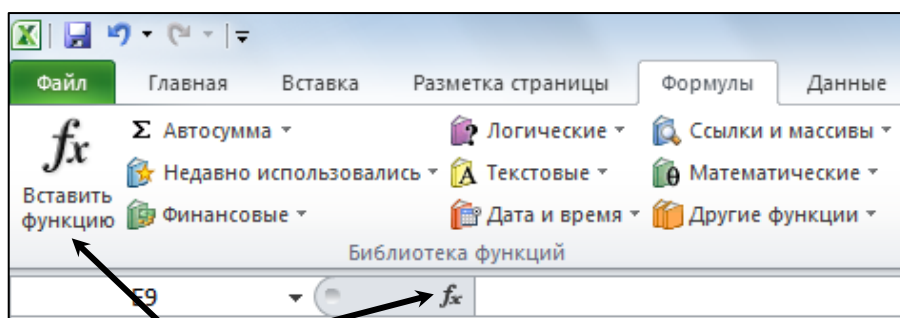 Файл Главная Вставка Разметка страницы Формулы Данные
fx Σ Автосумма Логические Ссылки и массивы
Вставить функцию Недавно использовались Текстовые Математические
Финансовые Дата и время Другие функции
Библиотека функций
E9 fx